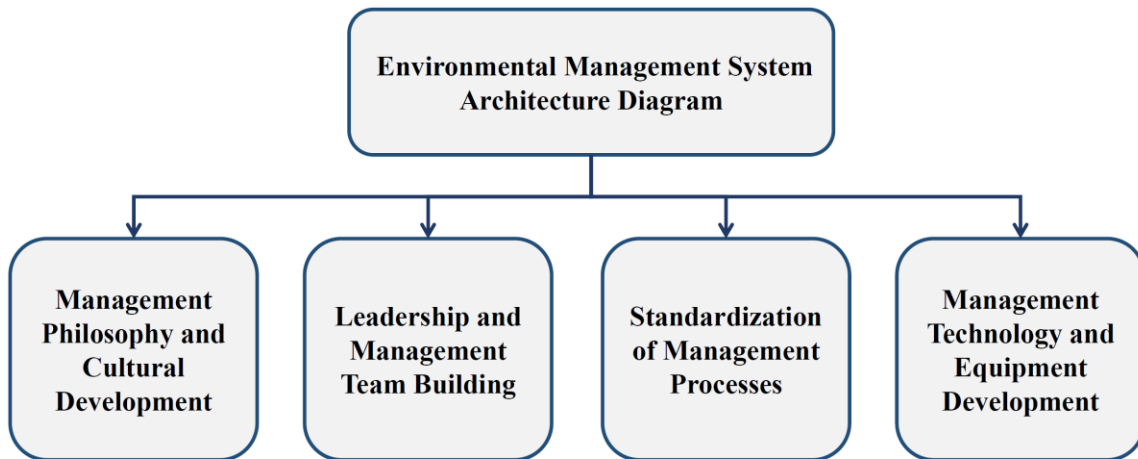 Environmental Management System
Architecture Diagram
Management
Philosophy and
Cultural
Development
Leadership and
Management
Team Building
Standardization
of Management
Processes
Management
Technology and
Equipment
Development